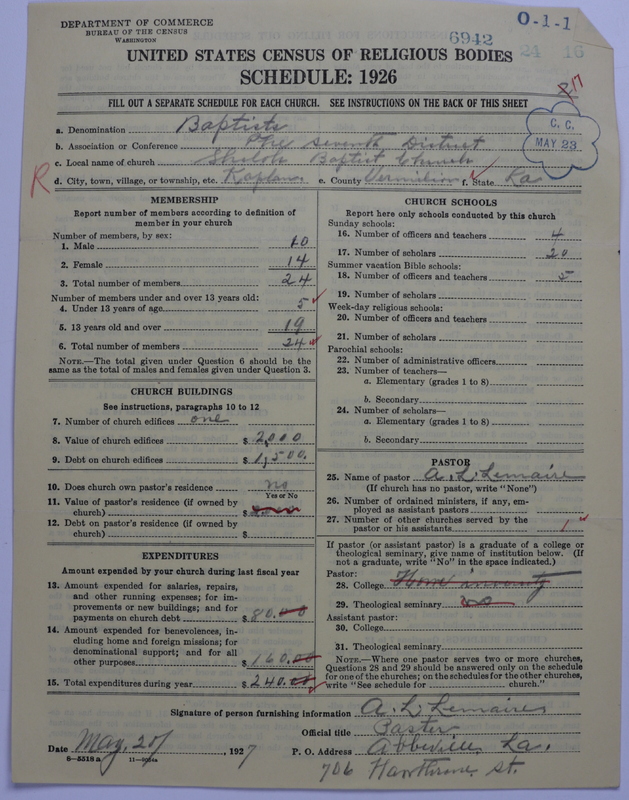 DEPARTMENT OF COMMERCE
BUREAU OF THE CENSUS
WASHINGTON
6942
0-1-1
24 16
UNITED STATES CENSUS OF RELIGIOUS BODIES
SCHEDULE: 1926
FILL OUT A SEPARATE SCHEDULE FOR EACH CHURCH. SEE INSTRUCTIONS ON THE BACK OF THIS SHEET
C. C.
MAY 23
a. Denomination Baptists
b. Association or Conference The Seventh District
c. Local name of church Shiloh Baptist Church
R d. City, town, village, or township, etc. Kaplan e. County Vermilion f. State La
MEMBERSHIP
Report number of members according to definition of
member in your church
Number of members, by sex:
1. Male 10
2. Female 14
3. Total number of members 24
Number of members under and over 13 years old:
4. Under 13 years of age 5
5. 13 years old and over 19
6. Total number of members 24
NOTE.—The total given under Question 6 should be the
same as the total of males and females given under Question 3.
CHURCH BUILDINGS
See instructions, paragraphs 10 to 12
7. Number of church edifices one
8. Value of church edifices $ 2,000
9. Debt on church edifices $ 1,500.
10. Does church own pastor's residence no
Yes or No
11. Value of pastor's residence (if owned by
church) $
12. Debt on pastor's residence (if owned by
church) $
EXPENDITURES
Amount expended by your church during last fiscal year
13. Amount expended for salaries, repairs,
and other running expenses; for im-
provements or new buildings; and for
payments on church debt $ 80.00
14. Amount expended for benevolences, in-
cluding home and foreign missions; for
denominational support; and for all
other purposes $ 160.00
15. Total expenditures during year $ 240.00
CHURCH SCHOOLS
Report here only schools conducted by this church
Sunday schools:
16. Number of officers and teachers 4
17. Number of scholars 20
Summer vacation Bible schools:
18. Number of officers and teachers 5
19. Number of scholars
Week-day religious schools:
20. Number of officers and teachers
21. Number of scholars
Parochial schools:
22. Number of administrative officers
23. Number of teachers—
a. Elementary (grades 1 to 8)
b. Secondary
24. Number of scholars—
a. Elementary (grades 1 to 8)
b. Secondary
PASTOR
25. Name of pastor A. L. Lemaire
(If church has no pastor, write "None")
26. Number of ordained ministers, if any, em-
ployed as assistant pastors
27. Number of other churches served by the
pastor or his assistants 1
If pastor (or assistant pastor) is a graduate of a college or
theological seminary, give name of institution below. (If
not a graduate, write "No" in the space indicated.)
Pastor:
28. College
29. Theological seminary no
Assistant pastor:
30. College
31. Theological seminary
NOTE.—Where one pastor serves two or more churches,
Questions 28 and 29 should be answered only on the schedule
for one of the churches; on the schedules for the other churches,
write "See schedule for church."
Signature of person furnishing information A. L. Lemaire
Official title Paster
Date May. 20/, 1927 P. O. Address Abbeville, La.
8—5518a 11—9084a
706 Hawthorne St.